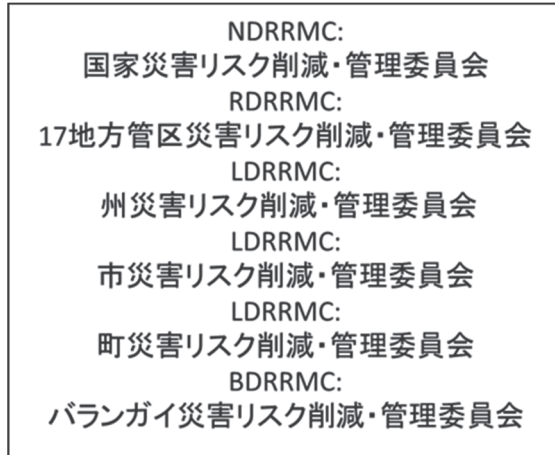 NDRRMC:
国家災害リスク削減・管理委員会
RDRRMC:
17地方管区災害リスク削減・管理委員会
LDRRMC:
州災害リスク削減・管理委員会
LDRRMC:
市災害リスク削減・管理委員会
LDRRMC:
町災害リスク削減・管理委員会
BDRRMC:
バランガイ災害リスク削減・管理委員会